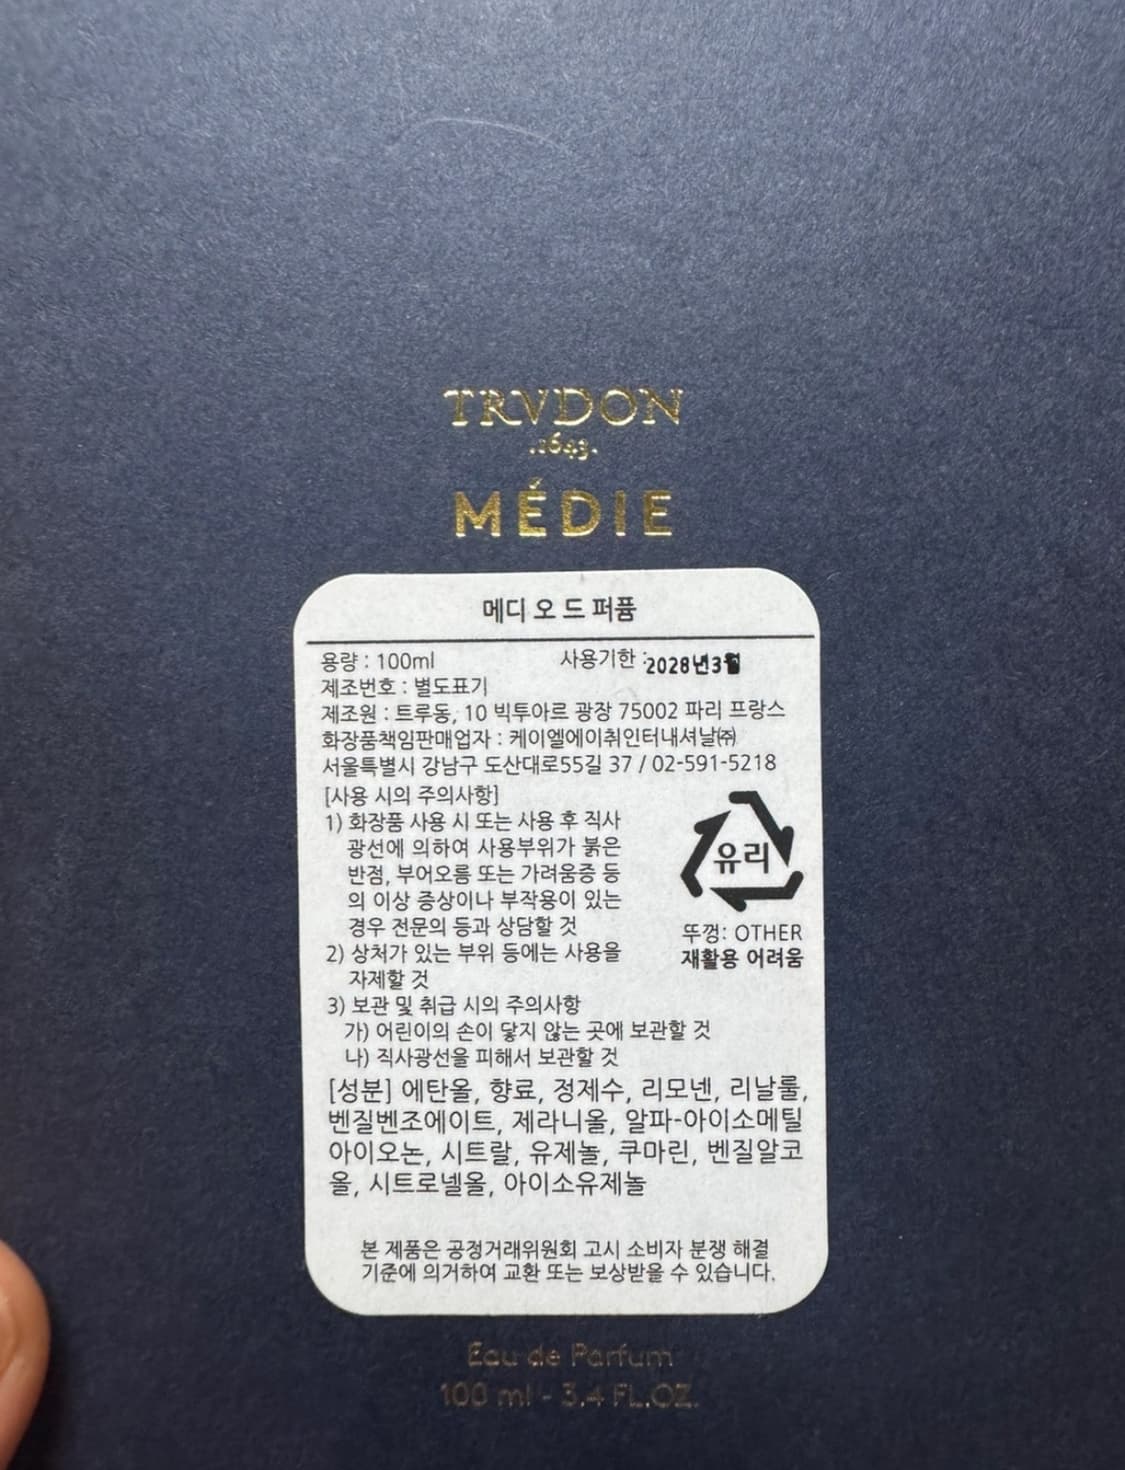 TRVDON
.1643.
MÉDIE
메디 오 드 퍼퓸
용량 : 100ml 사용기한 : 2028년3월
제조번호 : 별도표기
제조원 : 트루동, 10 빅투아르 광장 75002 파리 프랑스
화장품책임판매업자 : 케이엘에이취인터내셔날㈜
서울특별시 강남구 도산대로55길 37 / 02-591-5218
[사용 시의 주의사항]
1) 화장품 사용 시 또는 사용 후 직사
광선에 의하여 사용부위가 붉은
반점, 부어오름 또는 가려움증 등
의 이상 증상이나 부작용이 있는
경우 전문의 등과 상담할 것
2) 상처가 있는 부위 등에는 사용을
자제할 것
3) 보관 및 취급 시의 주의사항
가) 어린이의 손이 닿지 않는 곳에 보관할 것
나) 직사광선을 피해서 보관할 것
유리
뚜껑: OTHER
재활용 어려움
[성분] 에탄올, 향료, 정제수, 리모넨, 리날룰,
벤질벤조에이트, 제라니올, 알파-아이소메틸
아이오논, 시트랄, 유제놀, 쿠마린, 벤질알코
올, 시트로넬올, 아이소유제놀
본 제품은 공정거래위원회 고시 소비자 분쟁 해결
기준에 의거하여 교환 또는 보상받을 수 있습니다.
Eau de Parfum
100 ml - 3.4 FL.OZ.